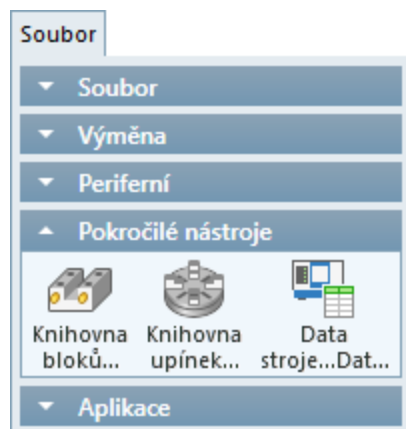 Soubor
Soubor
Výměna
Periferní
Pokročilé nástroje
Knihovna bloků...
Knihovna upínek...
Data stroje...Dat...
Aplikace